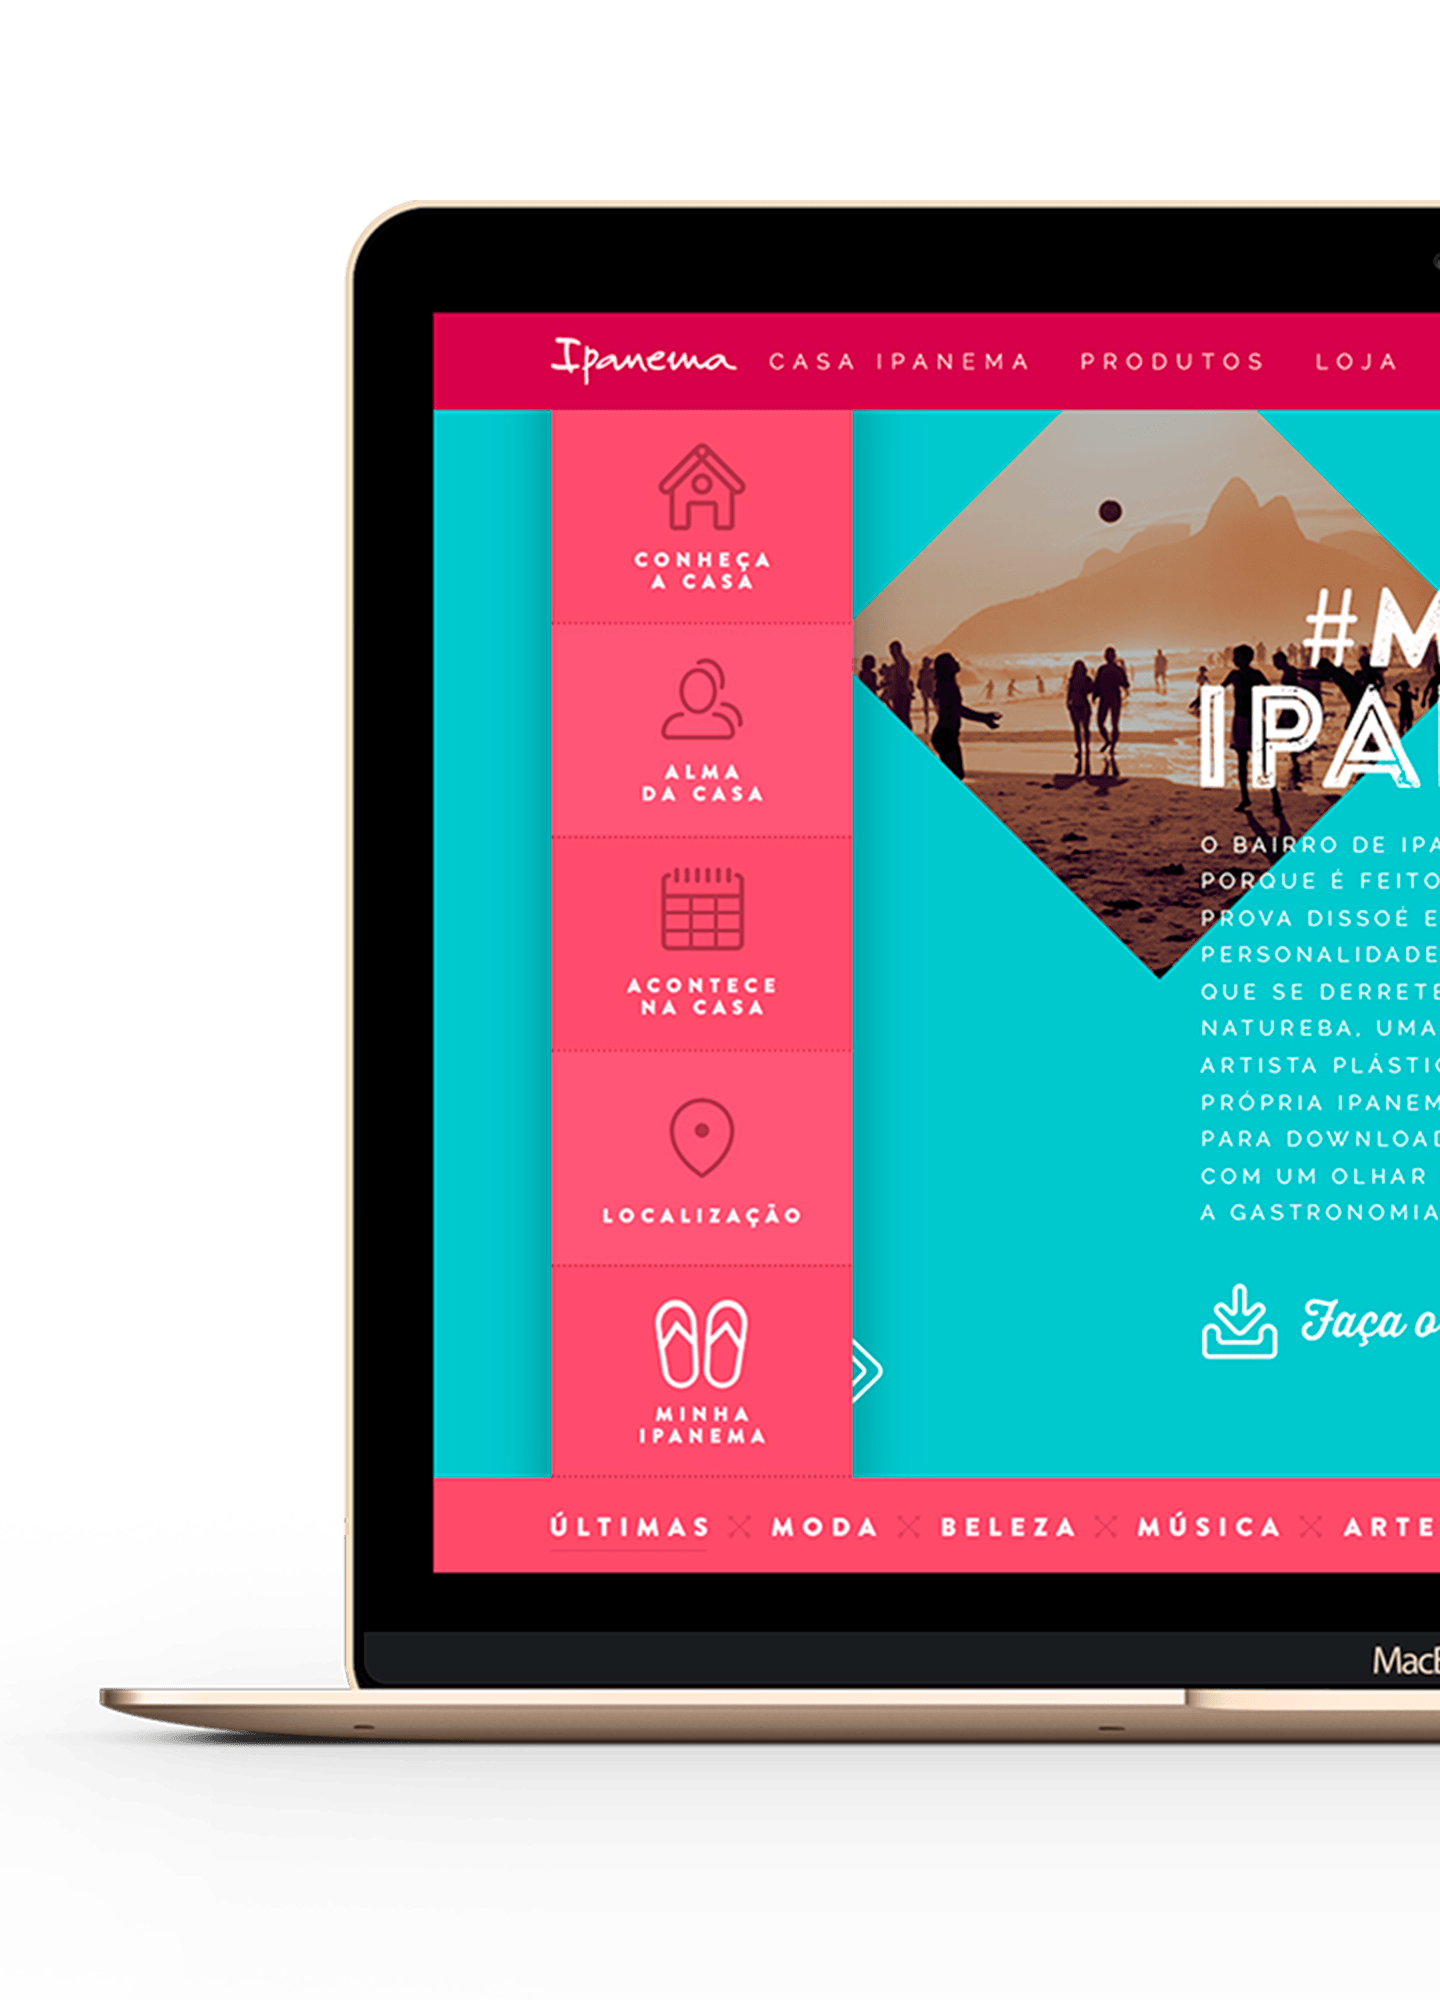 Ipanema CASA IPANEMA PRODUTOS LOJA
CONHEÇA
A CASA
ALMA
DA CASA
ACONTECE
NA CASA
LOCALIZAÇÃO
MINHA
IPANEMA
#M
IPA
O BAIRRO DE IPA
PORQUE É FEITO
PROVA DISSOÉ E
PERSONALIDADE
QUE SE DERRETE
NATUREBA, UMA
ARTISTA PLÁSTIC
PRÓPRIA IPANEM
PARA DOWNLOAD
COM UM OLHAR
A GASTRONOMIA
Faça o
ÚLTIMAS MODA BELEZA MÚSICA ARTE
MacB